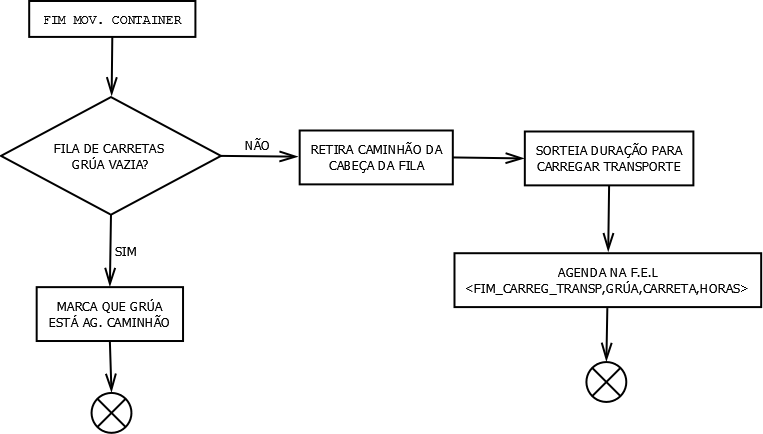 FIM MOV. CONTAINER
FILA DE CARRETAS
GRÚA VAZIA?
NÃO
RETIRA CAMINHÃO DA
CABEÇA DA FILA
SORTEIA DURAÇÃO PARA
CARREGAR TRANSPORTE
SIM
AGENDA NA F.E.L
<FIM_CARREG_TRANSP,GRÚA,CARRETA,HORAS>
MARCA QUE GRÚA
ESTÁ AG. CAMINHÃO